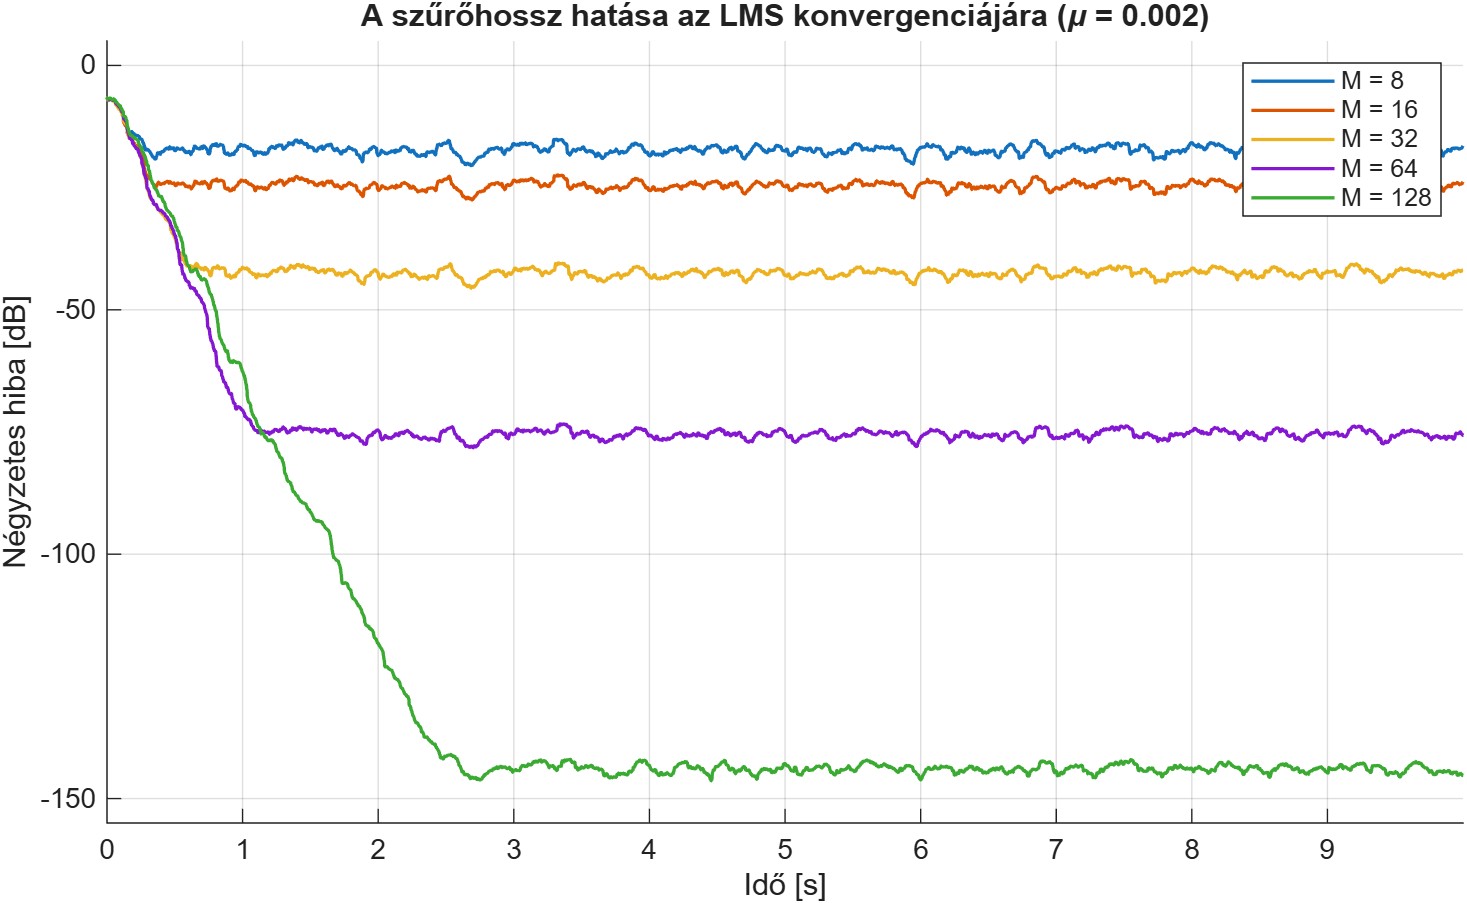 A szűrőhossz hatása az LMS konvergenciájára (μ = 0.002)
M = 8
M = 16
M = 32
M = 64
M = 128
Négyzetes hiba [dB]
0
-50
-100
-150
0 1 2 3 4 5 6 7 8 9
Idő [s]